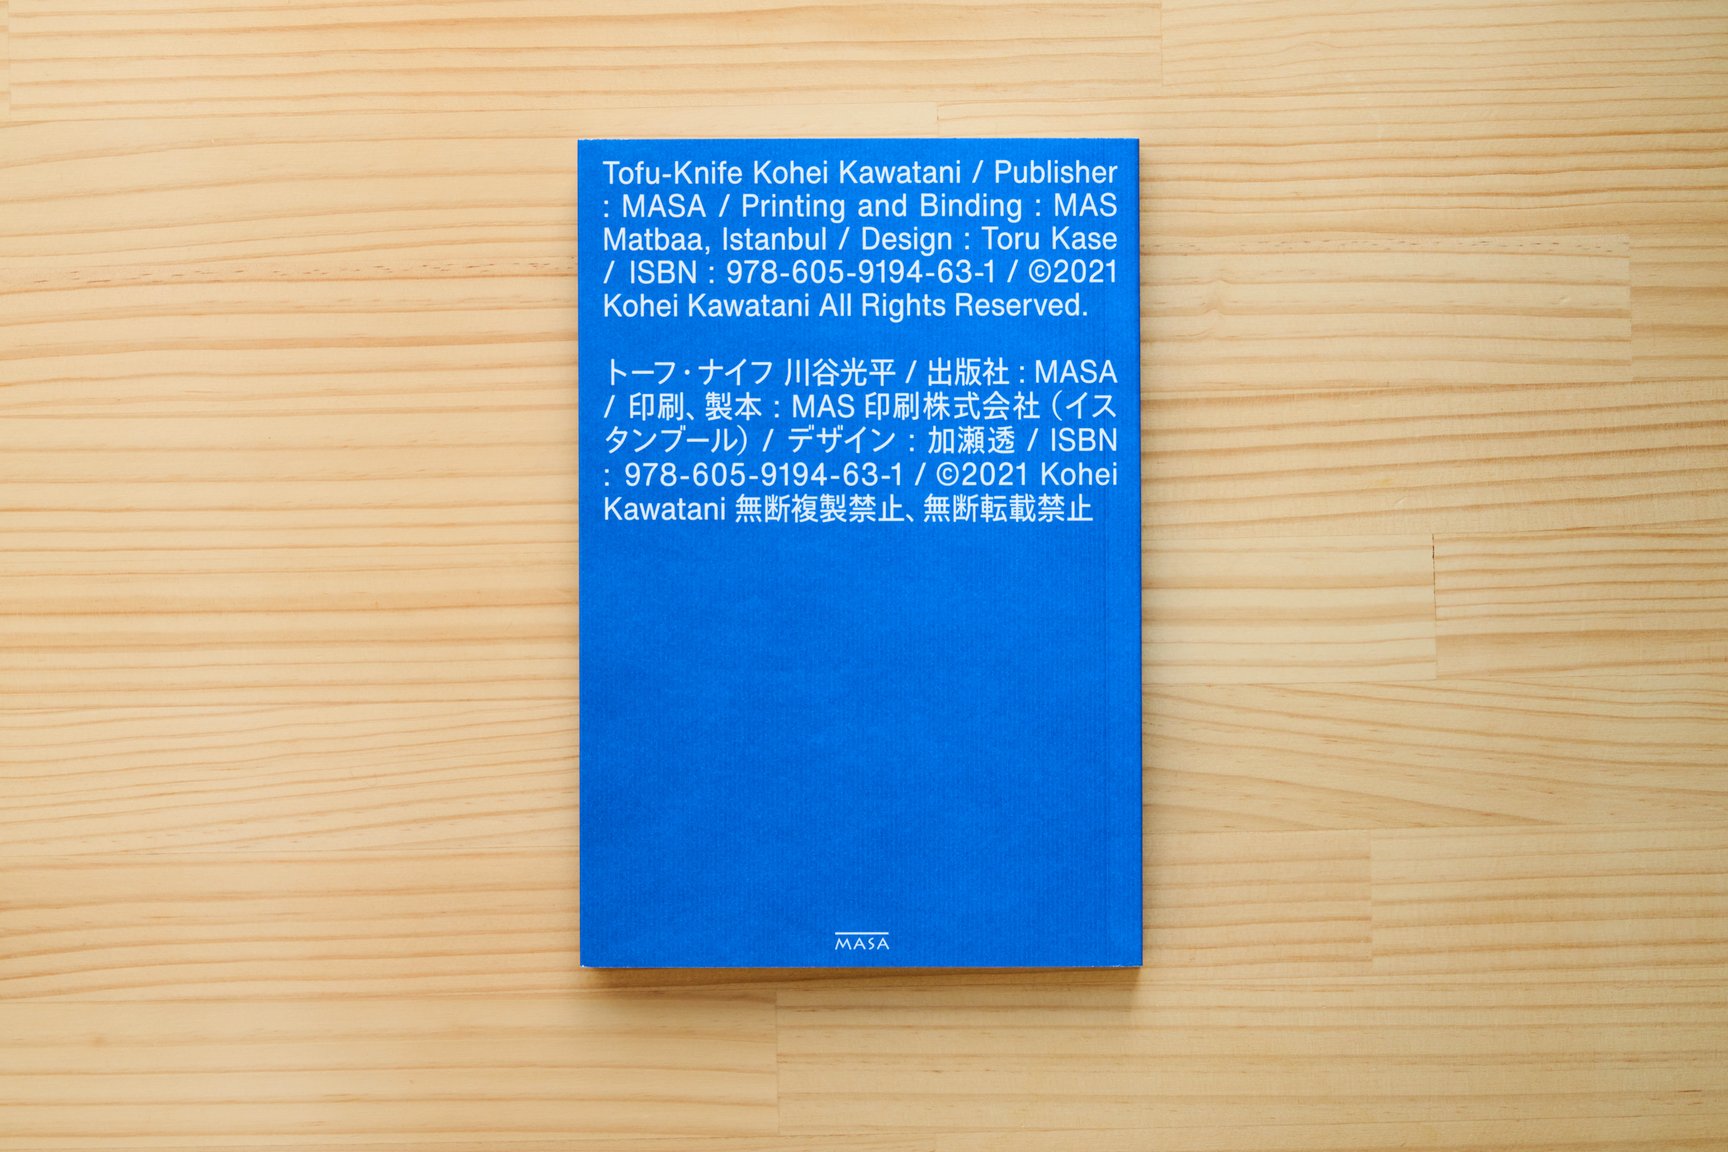 Tofu-Knife Kohei Kawatani / Publisher
: MASA / Printing and Binding : MAS
Matbaa, Istanbul / Design : Toru Kase
/ ISBN : 978-605-9194-63-1 / ©2021
Kohei Kawatani All Rights Reserved.
トーフ・ナイフ 川谷光平 / 出版社 : MASA
/ 印刷、製本 : MAS 印刷株式会社（イス
タンブール）/ デザイン : 加瀬透 / ISBN
: 978-605-9194-63-1 / ©2021 Kohei
Kawatani 無断複製禁止、無断転載禁止
MASA